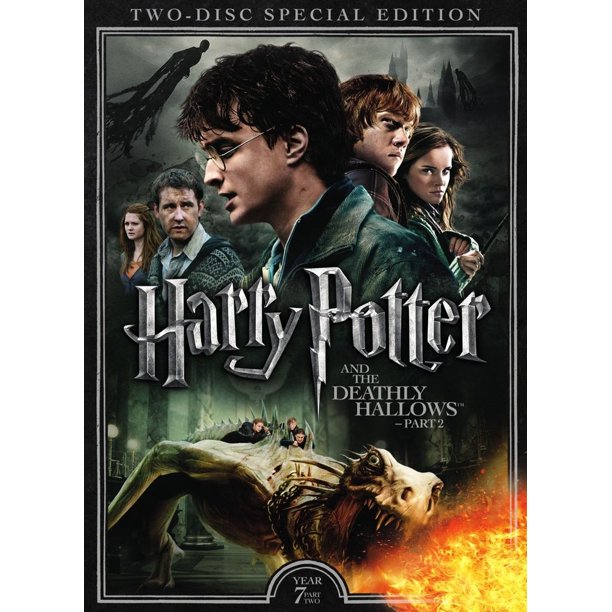 TWO-DISC SPECIAL EDITION
Harry Potter
AND THE
DEATHLY
HALLOWS™
– PART 2
YEAR
7 PART TWO